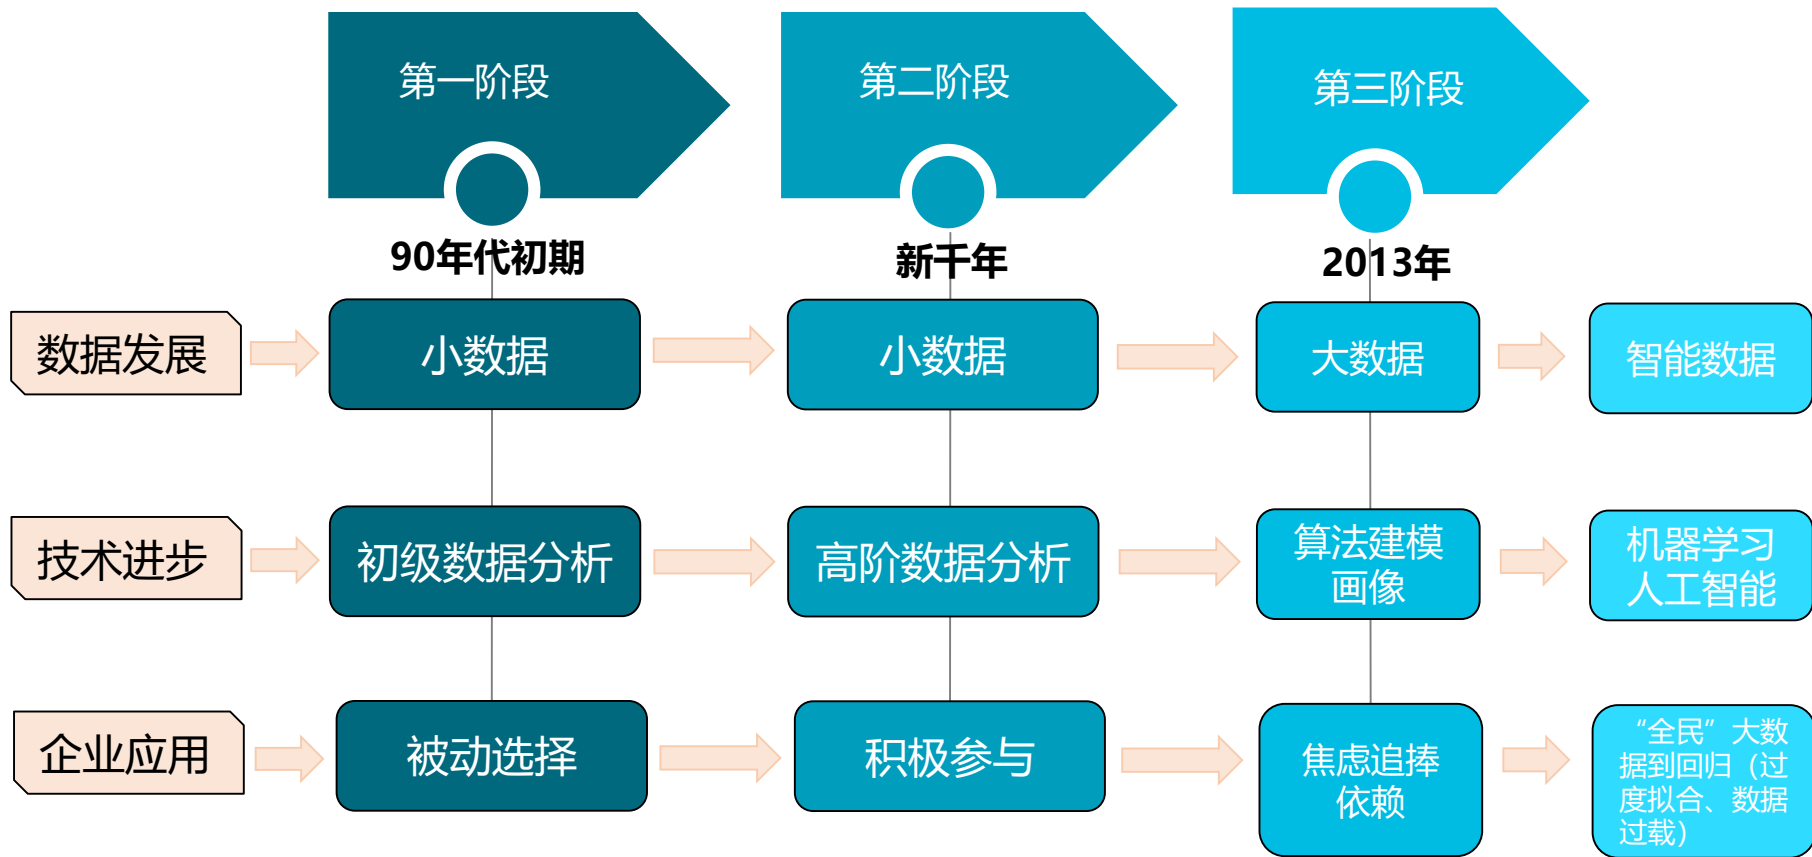 第一阶段
第二阶段
第三阶段
90年代初期
新千年
2013年
数据发展
小数据
小数据
大数据
智能数据
技术进步
初级数据分析
高阶数据分析
算法建模
画像
机器学习
人工智能
企业应用
被动选择
积极参与
焦虑追捧
依赖
“全民”大数
据到回归（过
度拟合、数据
过载）